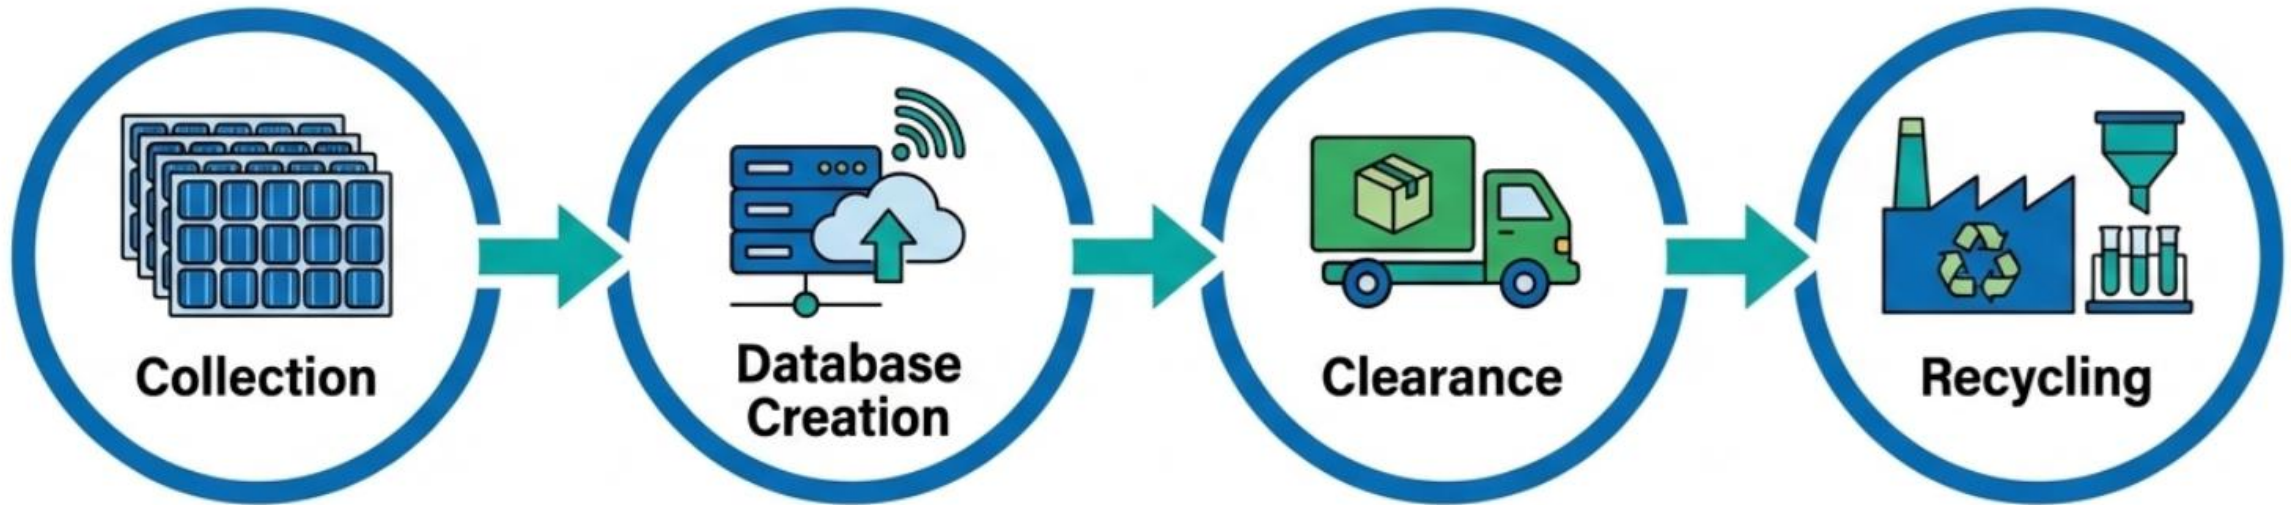 Collection
Database
Creation
Clearance
Recycling